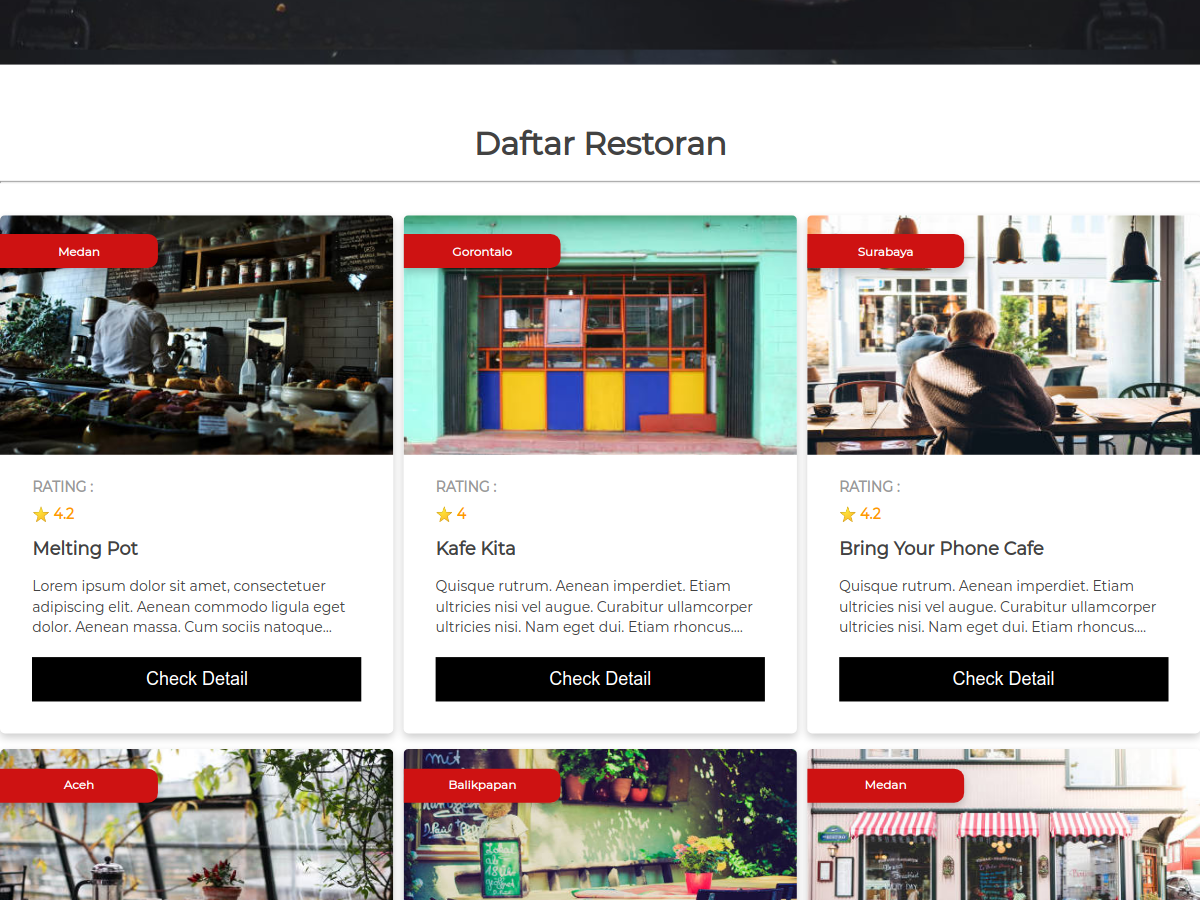 Daftar Restoran
Medan
RATING :
4.2
Melting Pot
Lorem ipsum dolor sit amet, consectetuer
adipiscing elit. Aenean commodo ligula eget
dolor. Aenean massa. Cum sociis natoque...
Check Detail
Gorontalo
RATING :
4
Kafe Kita
Quisque rutrum. Aenean imperdiet. Etiam
ultricies nisi vel augue. Curabitur ullamcorper
ultricies nisi. Nam eget dui. Etiam rhoncus....
Check Detail
Surabaya
RATING :
4.2
Bring Your Phone Cafe
Quisque rutrum. Aenean imperdiet. Etiam
ultricies nisi vel augue. Curabitur ullamcorper
ultricies nisi. Nam eget dui. Etiam rhoncus....
Check Detail
Aceh
Balikpapan
mit
Medan